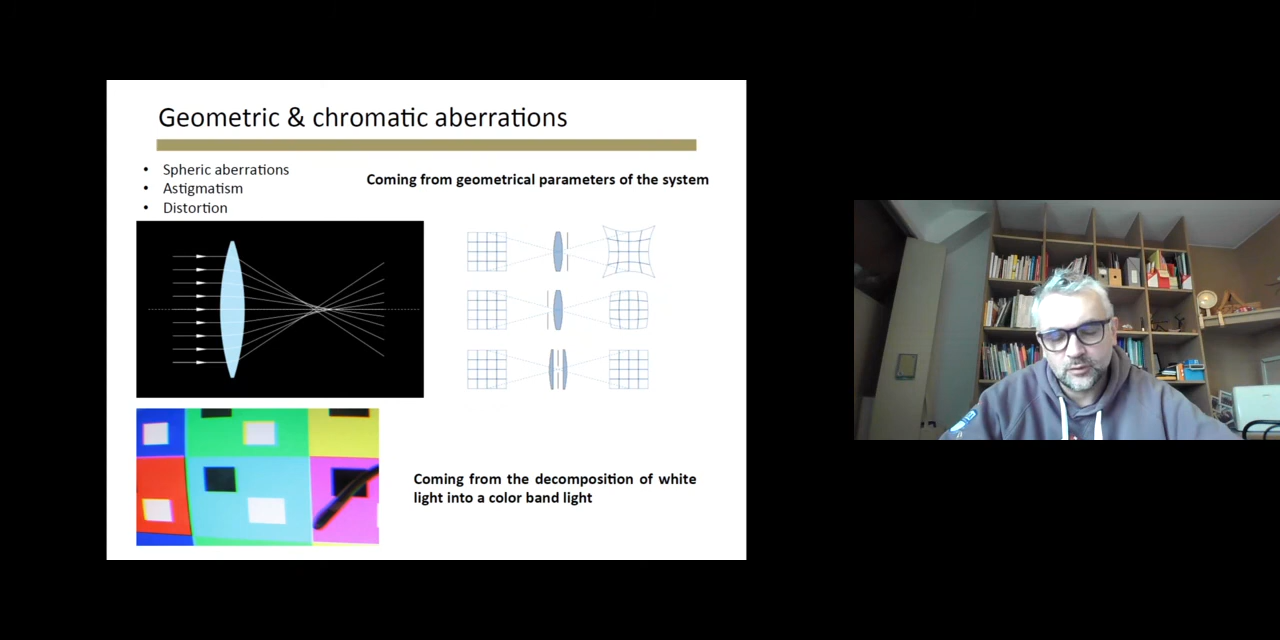 Geometric & chromatic aberrations
• Spheric aberrations
• Astigmatism
• Distortion
Coming from geometrical parameters of the system
Coming from the decomposition of white
light into a color band light